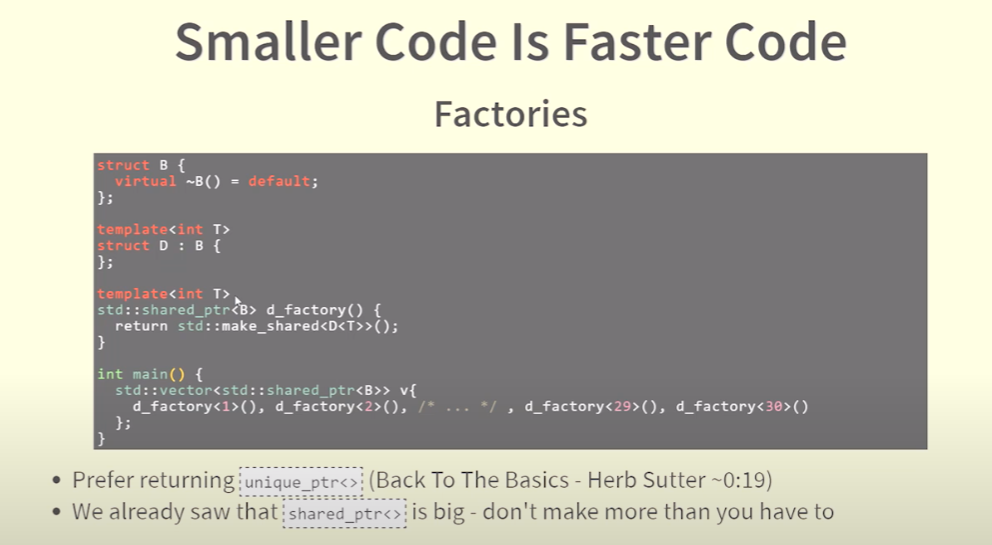 Smaller Code Is Faster Code
Factories
struct B {
  virtual ~B() = default;
};
template<int T>
struct D : B {
};
template<int T>
std::shared_ptr<B> d_factory() {
  return std::make_shared<D<T>>();
}
int main() {
  std::vector<std::shared_ptr<B>> v{
    d_factory<1>(), d_factory<2>(), /* ... */ , d_factory<29>(), d_factory<30>()
  };
}
• Prefer returning unique_ptr<> (Back To The Basics - Herb Sutter ~0:19)
• We already saw that shared_ptr<> is big - don't make more than you have to